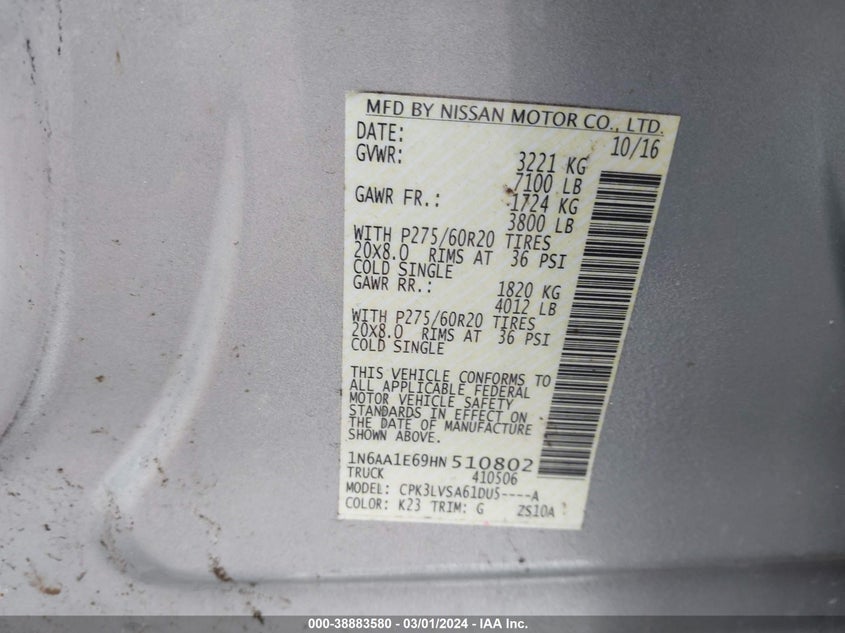 MFD BY NISSAN MOTOR CO., LTD.
DATE: 10/16
GVWR: 3221 KG
7100 LB
GAWR FR.: 1724 KG
3800 LB
WITH P275/60R20 TIRES
20X8.0 RIMS AT 36 PSI
COLD SINGLE
GAWR RR.: 1820 KG
4012 LB
WITH P275/60R20 TIRES
20X8.0 RIMS AT 36 PSI
COLD SINGLE
THIS VEHICLE CONFORMS TO
ALL APPLICABLE FEDERAL
MOTOR VEHICLE SAFETY
STANDARDS IN EFFECT ON
THE DATE OF MANUFACTURE
SHOWN ABOVE.
1N6AA1E69HN 510802
TRUCK 410506
MODEL: CPK3LVSA61DU5----A
COLOR: K23 TRIM: G ZS10A
000-38883580 - 03/01/2024 - IAA Inc.